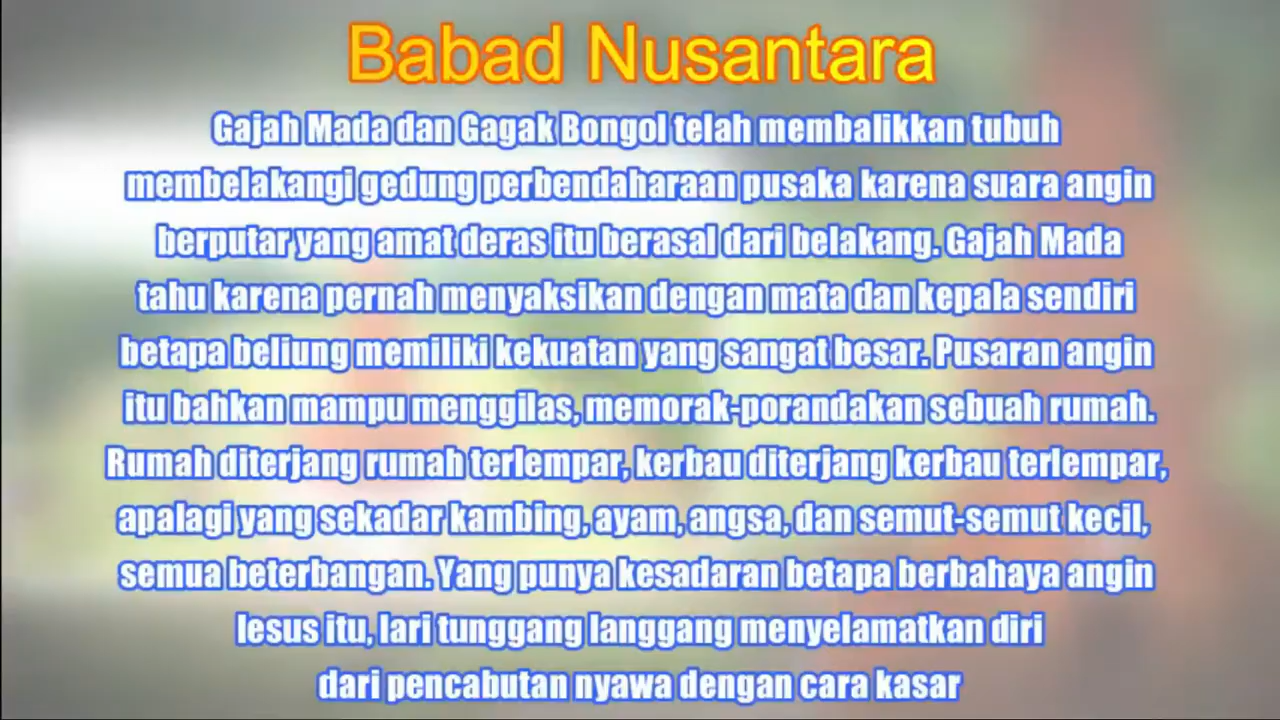 Babad Nusantara
Gajah Mada dan Gagak Bongol telah membalikkan tubuh
membelakangi gedung perbendaharaan pusaka karena suara angin
berputar yang amat deras itu berasal dari belakang. Gajah Mada
tahu karena pernah menyaksikan dengan mata dan kepala sendiri
betapa beliung memiliki kekuatan yang sangat besar. Pusaran angin
itu bahkan mampu menggilas, memorak-porandakan sebuah rumah.
Rumah diterjang rumah terlempar, kerbau diterjang kerbau terlempar,
apalagi yang sekadar kambing, ayam, angsa, dan semut-semut kecil,
semua beterbangan. Yang punya kesadaran betapa berbahaya angin
lesus itu, lari tunggang langgang menyelamatkan diri
dari pencabutan nyawa dengan cara kasar